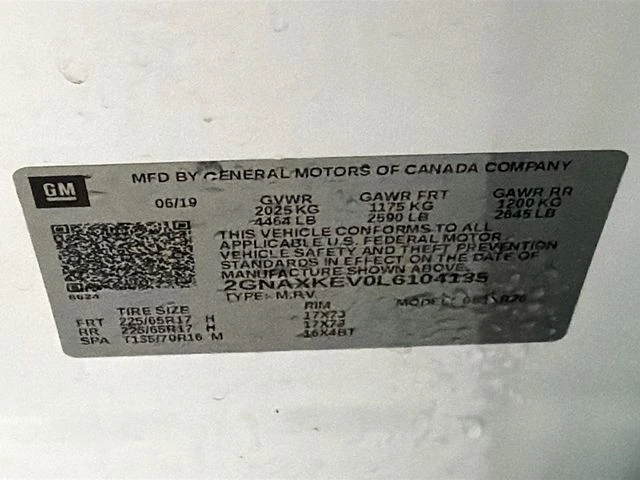 GM
MFD BY GENERAL MOTORS OF CANADA COMPANY
06/19 GVWR GAWR FRT GAWR RR
2025 KG 1175 KG 1200 KG
4464 LB 2590 LB 2645 LB
THIS VEHICLE CONFORMS TO ALL
APPLICABLE U.S. FEDERAL MOTOR
VEHICLE SAFETY AND THEFT PREVENTION
STANDARDS IN EFFECT ON THE DATE OF
MANUFACTURE SHOWN ABOVE.
2GNAXKEV0L6104135
6624
TYPE: M.P.V. MODEL:
TIRE SIZE RIM
FRT 225/65R17 H 17X7J
RR 225/65R17 H 17X7J
SPA T135/70R16 M 16X4BT